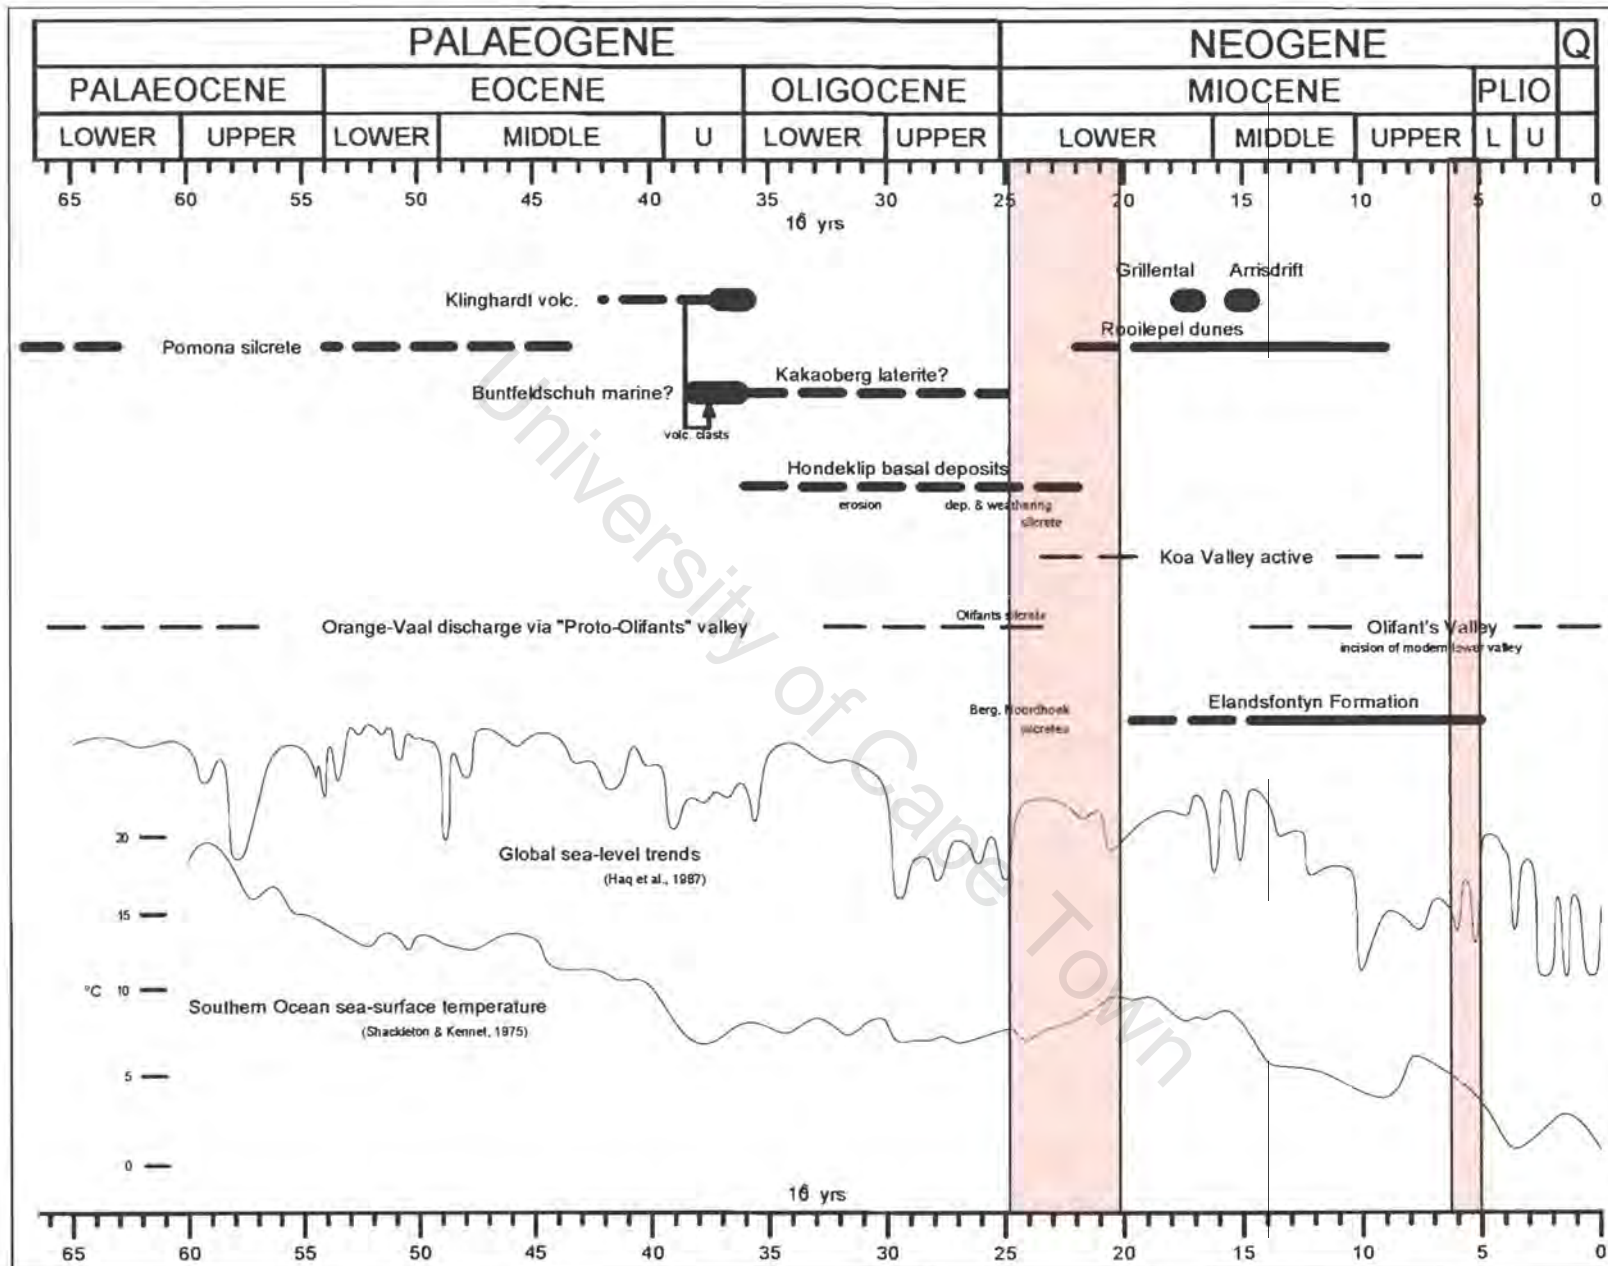 PALAEOGENE NEOGENE Q
PALAEOCENE EOCENE OLIGOCENE MIOCENE PLIO
LOWER UPPER LOWER MIDDLE U LOWER UPPER LOWER MIDDLE UPPER L U
65 60 55 50 45 40 35 30 25 20 15 10 5 0
10⁶ yrs
Grillental Arrisdrift
Klinghardt volc.
Rooilepel dunes
Pomona silcrete
Kakaoberg laterite?
Buntfeldschuh marine?
volc. clasts
Hondeklip basal deposits
erosion dep. & weathering
silcrete
Koa Valley active
Olifants silcrete
Orange-Vaal discharge via "Proto-Olifants" valley
Olifant's Valley
incision of modern lower valley
Elandsfontyn Formation
Berg. Noordhoek
silcretes
20
Global sea-level trends
(Haq et al., 1987)
15
°C 10
Southern Ocean sea-surface temperature
(Shackleton & Kennet, 1975)
5
0
10⁶ yrs
65 60 55 50 45 40 35 30 25 20 15 10 5 0
University of Cape Town